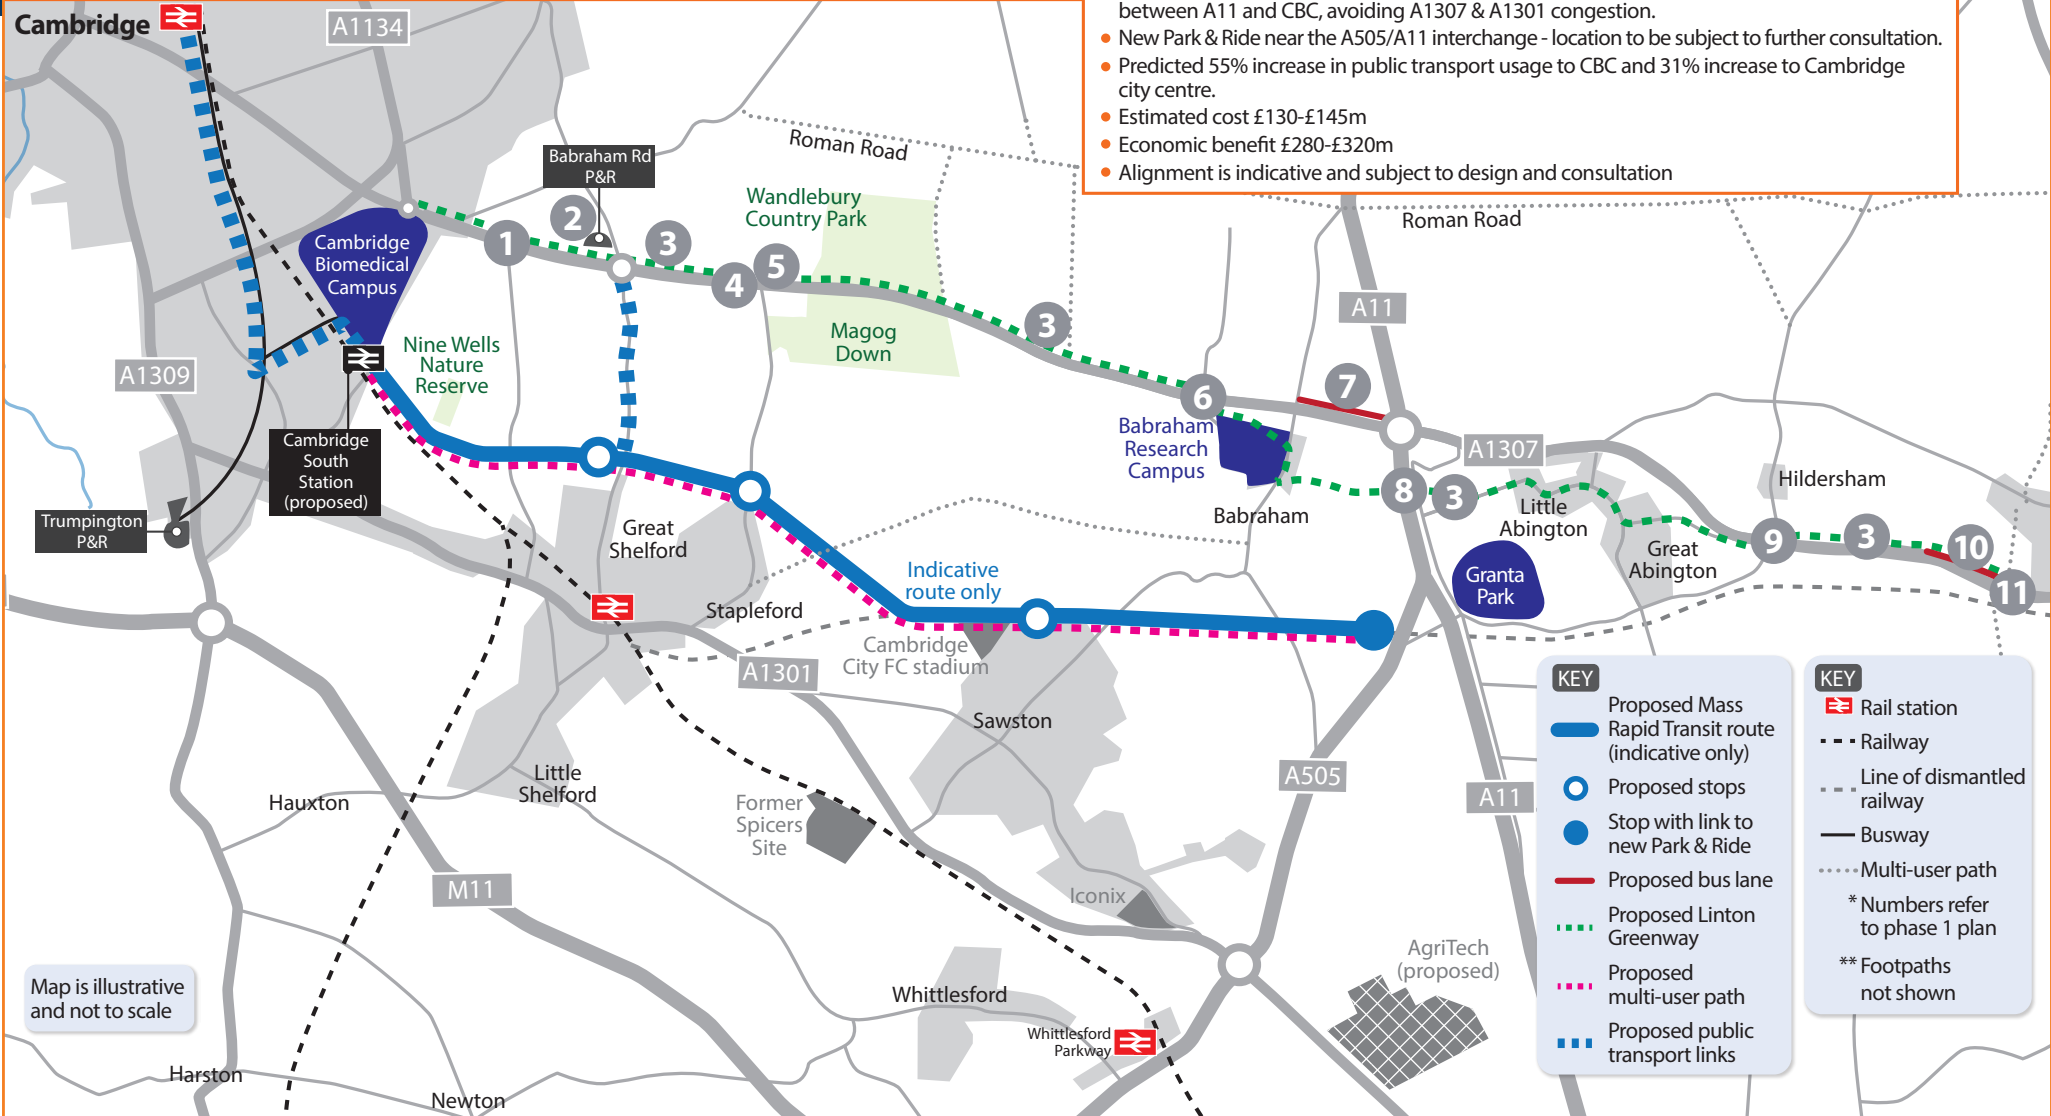 between A11 and CBC, avoiding A1307 & A1301 congestion.
• New Park & Ride near the A505/A11 interchange - location to be subject to further consultation.
• Predicted 55% increase in public transport usage to CBC and 31% increase to Cambridge
city centre.
• Estimated cost £130-£145m
• Economic benefit £280-£320m
• Alignment is indicative and subject to design and consultation
Cambridge
A1134
Roman Road
Babraham Rd
P&R
Wandlebury
Country Park
Roman Road
Cambridge
Biomedical
Campus
1
2
3
4
5
A11
Magog
Down
3
Nine Wells
Nature
Reserve
A1309
6
7
Babraham
Research
Campus
A1307
Cambridge
South
Station
(proposed)
Hildersham
8
3
Little
Abington
Babraham
Trumpington
P&R
Great
Shelford
Great
Abington
9
3
10
11
Indicative
route only
Granta
Park
Stapleford
Cambridge
City FC stadium
A1301
Sawston
Little
Shelford
Hauxton
Former
Spicers
Site
A505
A11
M11
Iconix
AgriTech
(proposed)
Whittlesford
Whittlesford
Parkway
Map is illustrative
and not to scale
Harston
Newton
KEY
Proposed Mass
Rapid Transit route
(indicative only)
Proposed stops
Stop with link to
new Park & Ride
Proposed bus lane
Proposed Linton
Greenway
Proposed
multi-user path
Proposed public
transport links
KEY
Rail station
Railway
Line of dismantled
railway
Busway
Multi-user path
* Numbers refer
to phase 1 plan
** Footpaths
not shown